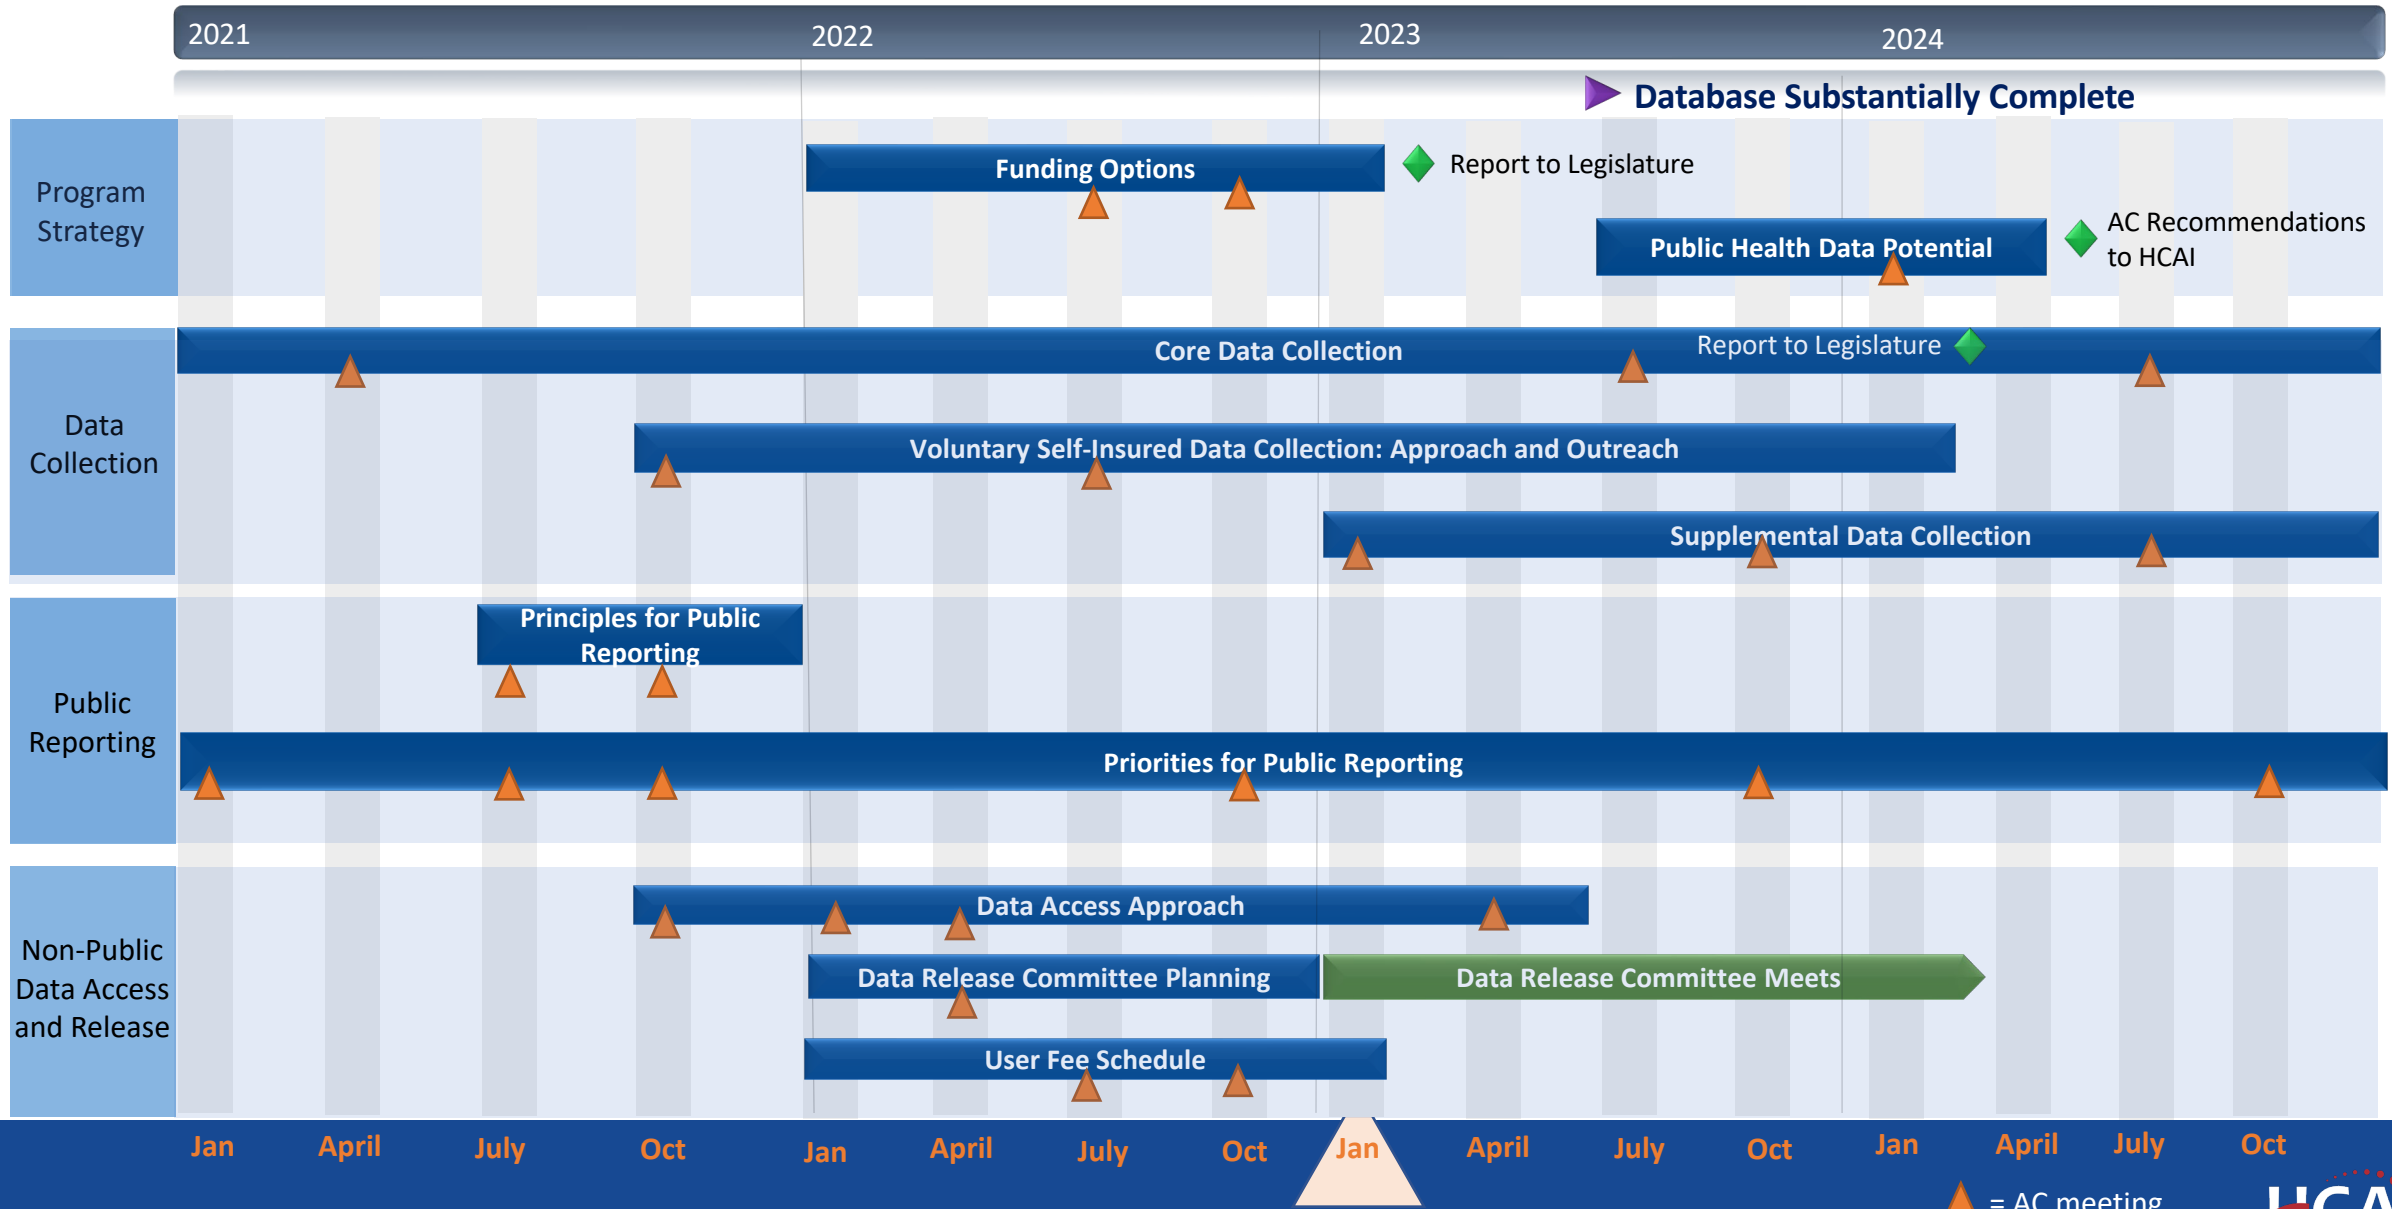 2021
2022
2023
2024
Database Substantially Complete
Program
Strategy
Funding Options
Report to Legislature
Public Health Data Potential
AC Recommendations
to HCAI
Data
Collection
Core Data Collection
Report to Legislature
Voluntary Self-Insured Data Collection: Approach and Outreach
Supplemental Data Collection
Public
Reporting
Principles for Public
Reporting
Priorities for Public Reporting
Non-Public
Data Access
and Release
Data Access Approach
Data Release Committee Planning
Data Release Committee Meets
User Fee Schedule
Jan
April
July
Oct
Jan
April
July
Oct
Jan
April
July
Oct
Jan
April
July
Oct
= AC meeting